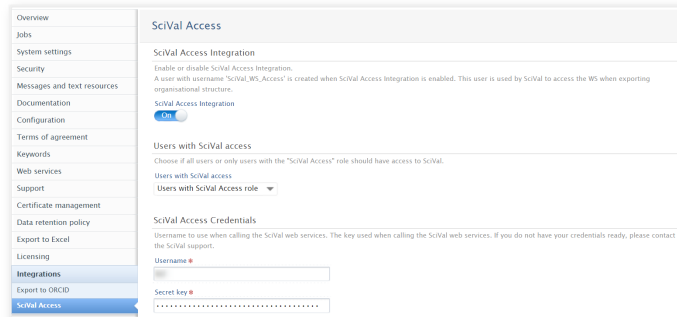 Overview
Jobs
System settings
Security
Messages and text resources
Documentation
Configuration
Terms of agreement
Keywords
Web services
Support
Certificate management
Data retention policy
Export to Excel
Licensing
Integrations
Export to ORCID
SciVal Access
SciVal Access
SciVal Access Integration
Enable or disable SciVal Access Integration.
A user with username 'SciVal_WS_Access' is created when SciVal Access Integration is enabled. This user is used by SciVal to access the WS when exporting
organisational structure.
SciVal Access Integration
On
Users with SciVal access
Choose if all users or only users with the "SciVal Access" role should have access to SciVal.
Users with SciVal access
Users with SciVal Access role
SciVal Access Credentials
Username to use when calling the SciVal web services. The key used when calling the SciVal web services. If you do not have your credentials ready, please contact
the SciVal support.
Username *
Secret key *